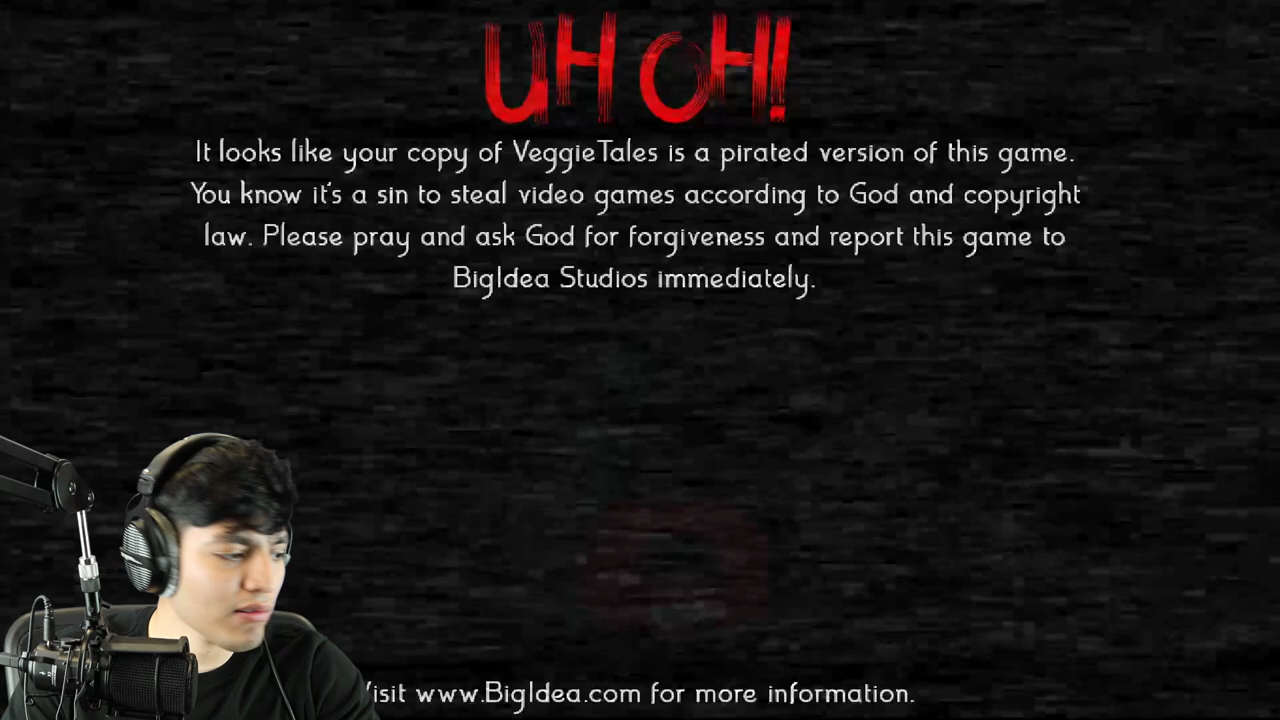 UH OH!
It looks like your copy of VeggieTales is a pirated version of this game.
You know it's a sin to steal video games according to God and copyright
law. Please pray and ask God for forgiveness and report this game to
BigIdea Studios immediately.
Visit www.BigIdea.com for more information.